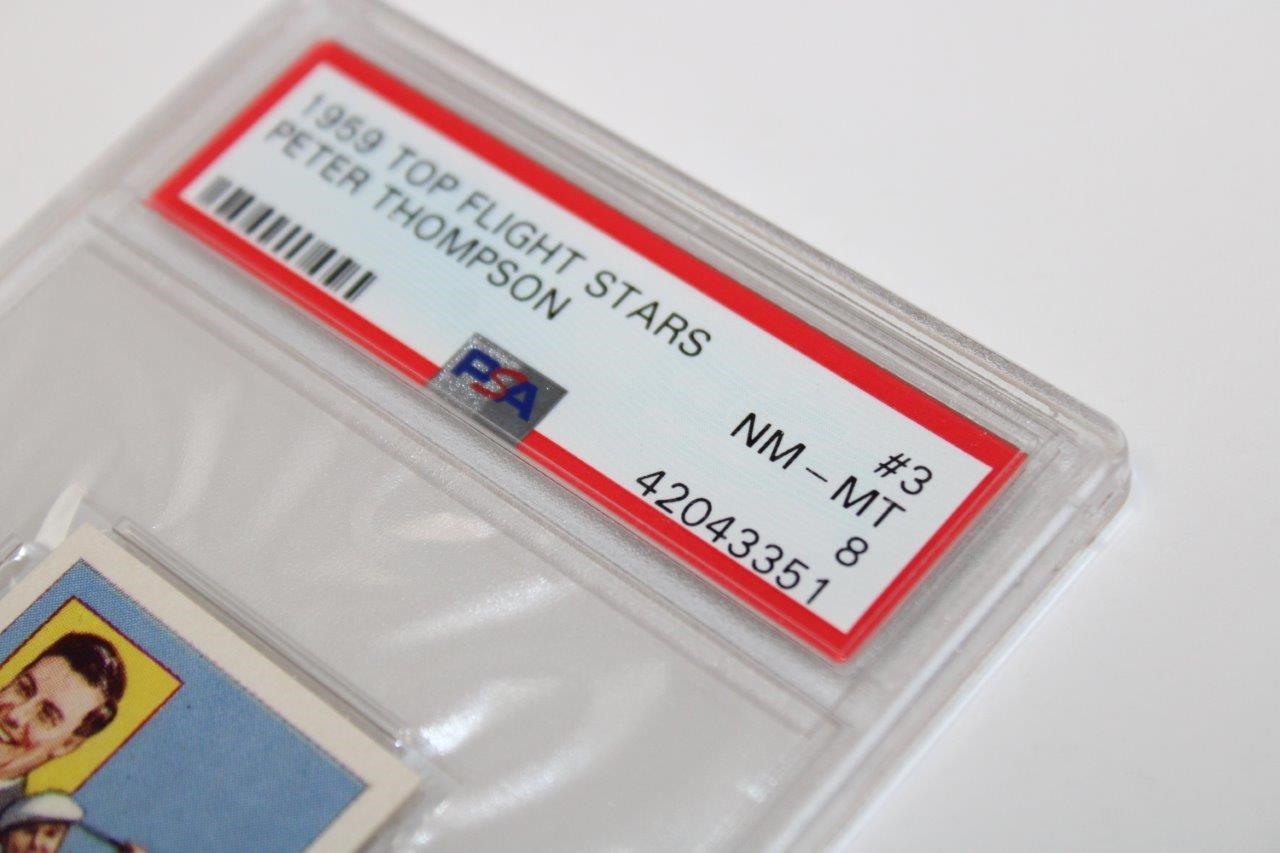 1959 TOP FLIGHT STARS
PETER THOMPSON
#3
NM - MT
8
42043351
PSA